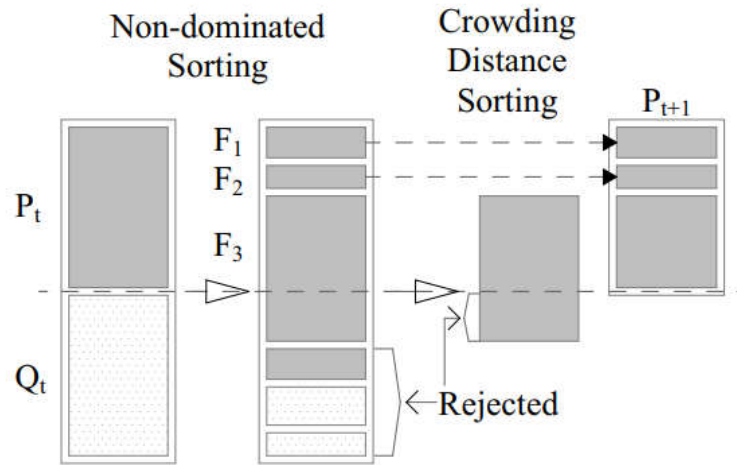 Non-dominated
Sorting
Crowding
Distance
Sorting
P_{t+1}
F_1
F_2
P_t
F_3
Q_t
Rejected